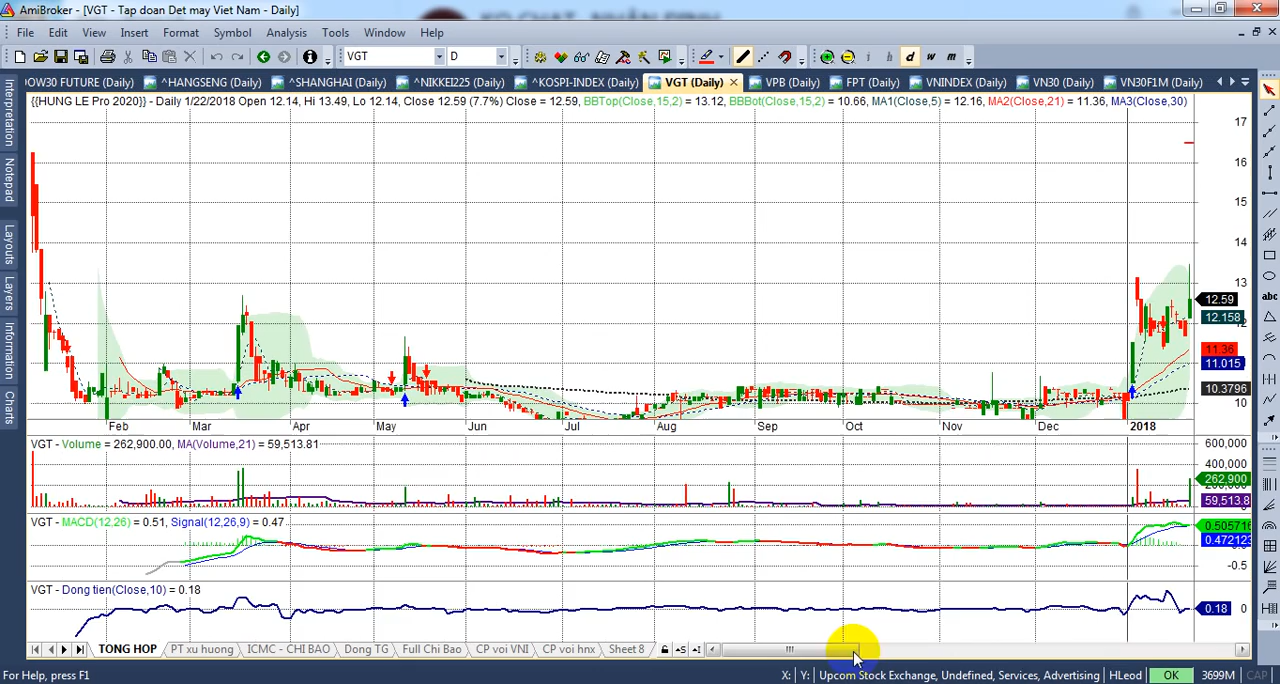 AmiBroker - [VGT - Tap doan Det may Viet Nam - Daily]
File Edit View Insert Format Symbol Analysis Tools Window Help
VGT D d w m
OW30 FUTURE (Daily) ^HANGSENG (Daily) ^SHANGHAI (Daily) ^NIKKEI225 (Daily) ^KOSPI-INDEX (Daily) VGT (Daily) VPB (Daily) FPT (Daily) VNINDEX (Daily) VN30 (Daily) VN30F1M (Daily)
{{HUNG LE Pro 2020}} - Daily 1/22/2018 Open 12.14, Hi 13.49, Lo 12.14, Close 12.59 (7.7%) Close = 12.59, BBTop(Close,15,2) = 13.12, BBBot(Close,15,2) = 10.66, MA1(Close,5) = 12.16, MA2(Close,21) = 11.36, MA3(Close,30)
Interpretation
Notepad
Layouts
Layers
Information
Charts
abc
17
16
15
14
13
12.59
12.158
12
11.36
11.015
10.3796
10
Feb Mar Apr May Jun Jul Aug Sep Oct Nov Dec 2018
VGT - Volume = 262,900.00, MA(Volume,21) = 59,513.81
600,000
400,000
262,900
59,513.8
VGT - MACD(12,26) = 0.51, Signal(12,26,9) = 0.47
0.505716
0.472123
-0.5
VGT - Dong tien(Close,10) = 0.18
0.18 0
TONG HOP PT xu huong ICMC - CHI BAO Dong TG Full Chi Bao CP voi VNI CP voi hnx Sheet 8
For Help, press F1 X: Y: Upcom Stock Exchange, Undefined, Services, Advertising HLeod OK 3699M CAP